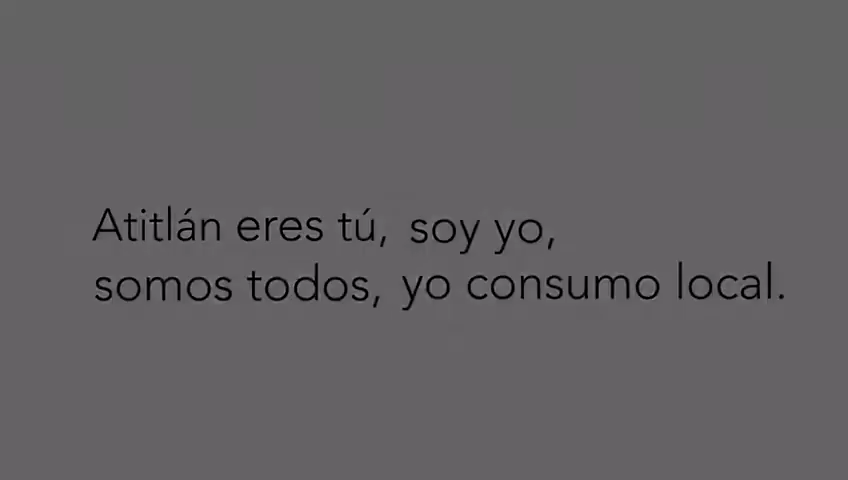 Atitlán eres tú, soy yo,
somos todos, yo consumo local.